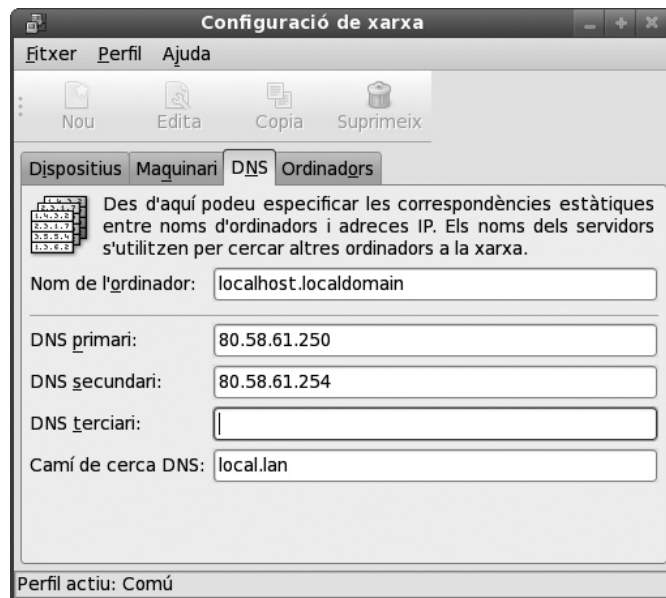 Configuració de xarxa
Fitxer Perfil Ajuda
Nou Edita Copia Suprimeix
Dispositius Maquinari DNS Ordinadors
Des d'aquí podeu especificar les correspondències estàtiques
entre noms d'ordinadors i adreces IP. Els noms dels servidors
s'utilitzen per cercar altres ordinadors a la xarxa.
Nom de l'ordinador: localhost.localdomain
DNS primari: 80.58.61.250
DNS secundari: 80.58.61.254
DNS terciari:
Camí de cerca DNS: local.lan
Perfil actiu: Comú